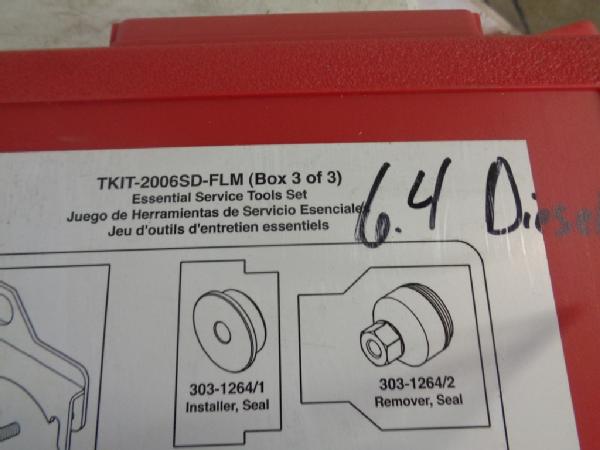 TKIT-2006SD-FLM (Box 3 of 3)
Essential Service Tools Set
Juego de Herramientas de Servicio Esenciale
Jeu d'outils d'entretien essentiels
6.4 Diesel
303-1264/1
Installer, Seal
303-1264/2
Remover, Seal